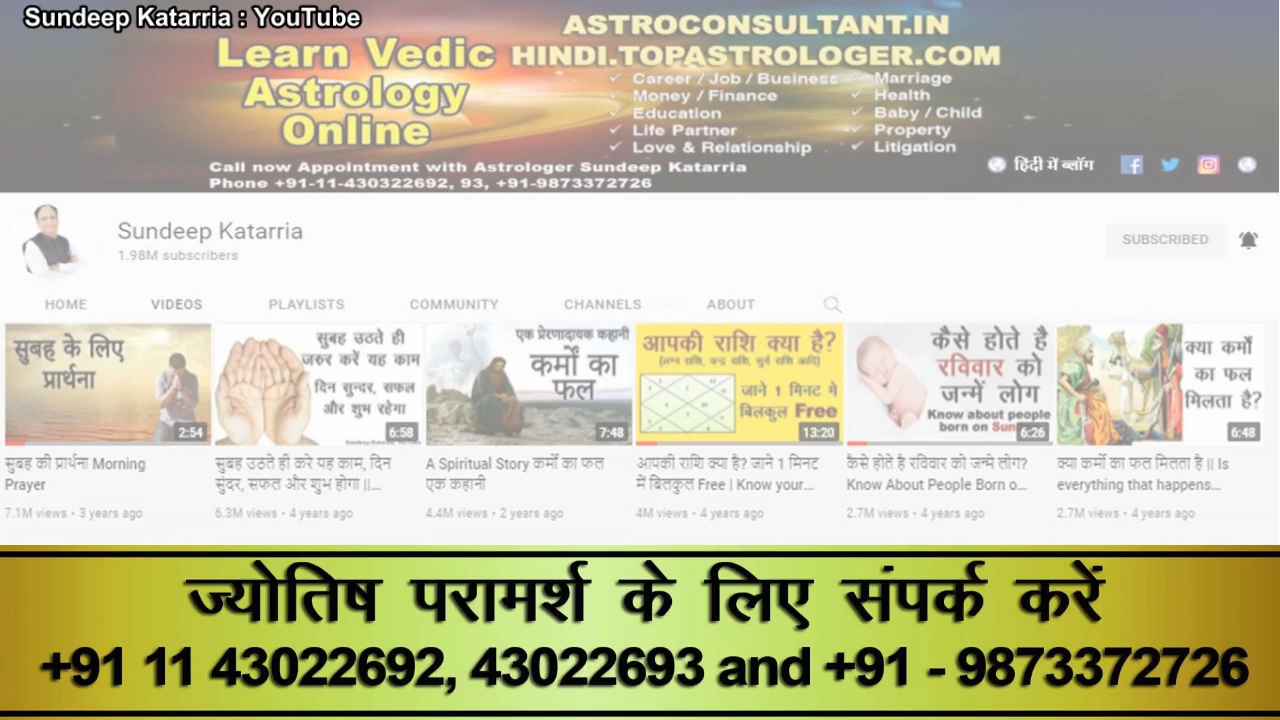 Sundeep Katarria : YouTube
ASTROCONSULTANT.IN
HINDI.TOPASTROLOGER.COM
Learn Vedic
Astrology
Online
Career / Job / Business
Money / Finance
Education
Life Partner
Love & Relationship
Marriage
Health
Baby / Child
Property
Litigation
Call now Appointment with Astrologer Sundeep Katarria
Phone +91-11-430322692, 93, +91-9873372726
हिंदी में ब्लॉग
Sundeep Katarria
1.98M subscribers
SUBSCRIBED
HOME VIDEOS PLAYLISTS COMMUNITY CHANNELS ABOUT
सुबह के लिए
प्रार्थना
2:54
सुबह उठते ही
जरुर करें यह काम
दिन सुन्दर, सफल
और शुभ रहेगा
6:58
एक प्रेरणादायक कहानी
कर्मों का
फल
7:48
आपकी राशि क्या है?
(लग्न राशि, चन्द्र राशि, सुर्य राशि आदि)
जाने 1 मिनट मे
बिलकुल Free
13:20
कैसे होते है
रविवार को
जन्में लोग
Know about people
born on Sun
6:26
क्या कर्मो
का फल
मिलता है?
6:48
सुबह की प्रार्थना Morning
Prayer
7.1M views • 3 years ago
सुबह उठते ही करे यह काम, दिन
सुंदर, सफल और शुभ होगा ||...
6.3M views • 4 years ago
A Spiritual Story कर्मों का फल
एक कहानी
4.4M views • 2 years ago
आपकी राशि क्या है? जाने 1 मिनट
में बिलकुल Free | Know your...
4M views • 4 years ago
कैसे होते है रविवार को जन्मे लोग?
Know About People Born o...
2.7M views • 4 years ago
क्या कर्मो का फल मिलता है || Is
everything that happens...
2.7M views • 4 years ago
ज्योतिष परामर्श के लिए संपर्क करें
+91 11 43022692, 43022693 and +91 - 9873372726